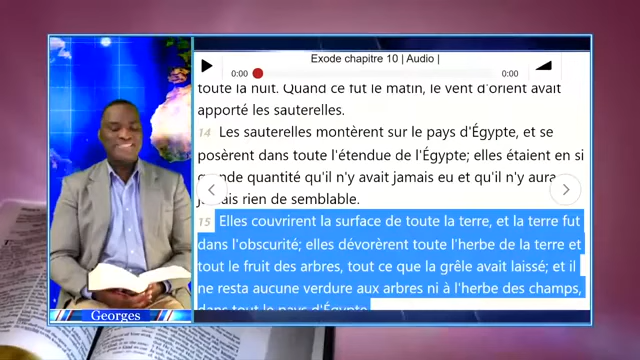 Exode chapitre 10 | Audio |
0:00
0:00
toute la nuit. Quand ce fut le matin, le vent d'orient avait
apporté les sauterelles.
14 Les sauterelles montèrent sur le pays d'Égypte, et se
posèrent dans toute l'étendue de l'Égypte; elles étaient en si
grande quantité qu'il n'y avait jamais eu et qu'il n'y aura
jamais rien de semblable.
15 Elles couvrirent la surface de toute la terre, et la terre fut
dans l'obscurité; elles dévorèrent toute l'herbe de la terre et
tout le fruit des arbres, tout ce que la grêle avait laissé; et il
ne resta aucune verdure aux arbres ni à l'herbe des champs,
dans tout le pays d'Égypte
Georges